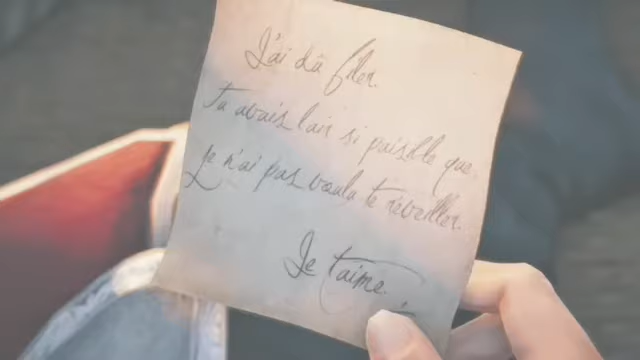 J'ai dû filer.
Tu avais l'air si paisible que
je n'ai pas voulu te réveiller.
Je t'aime.